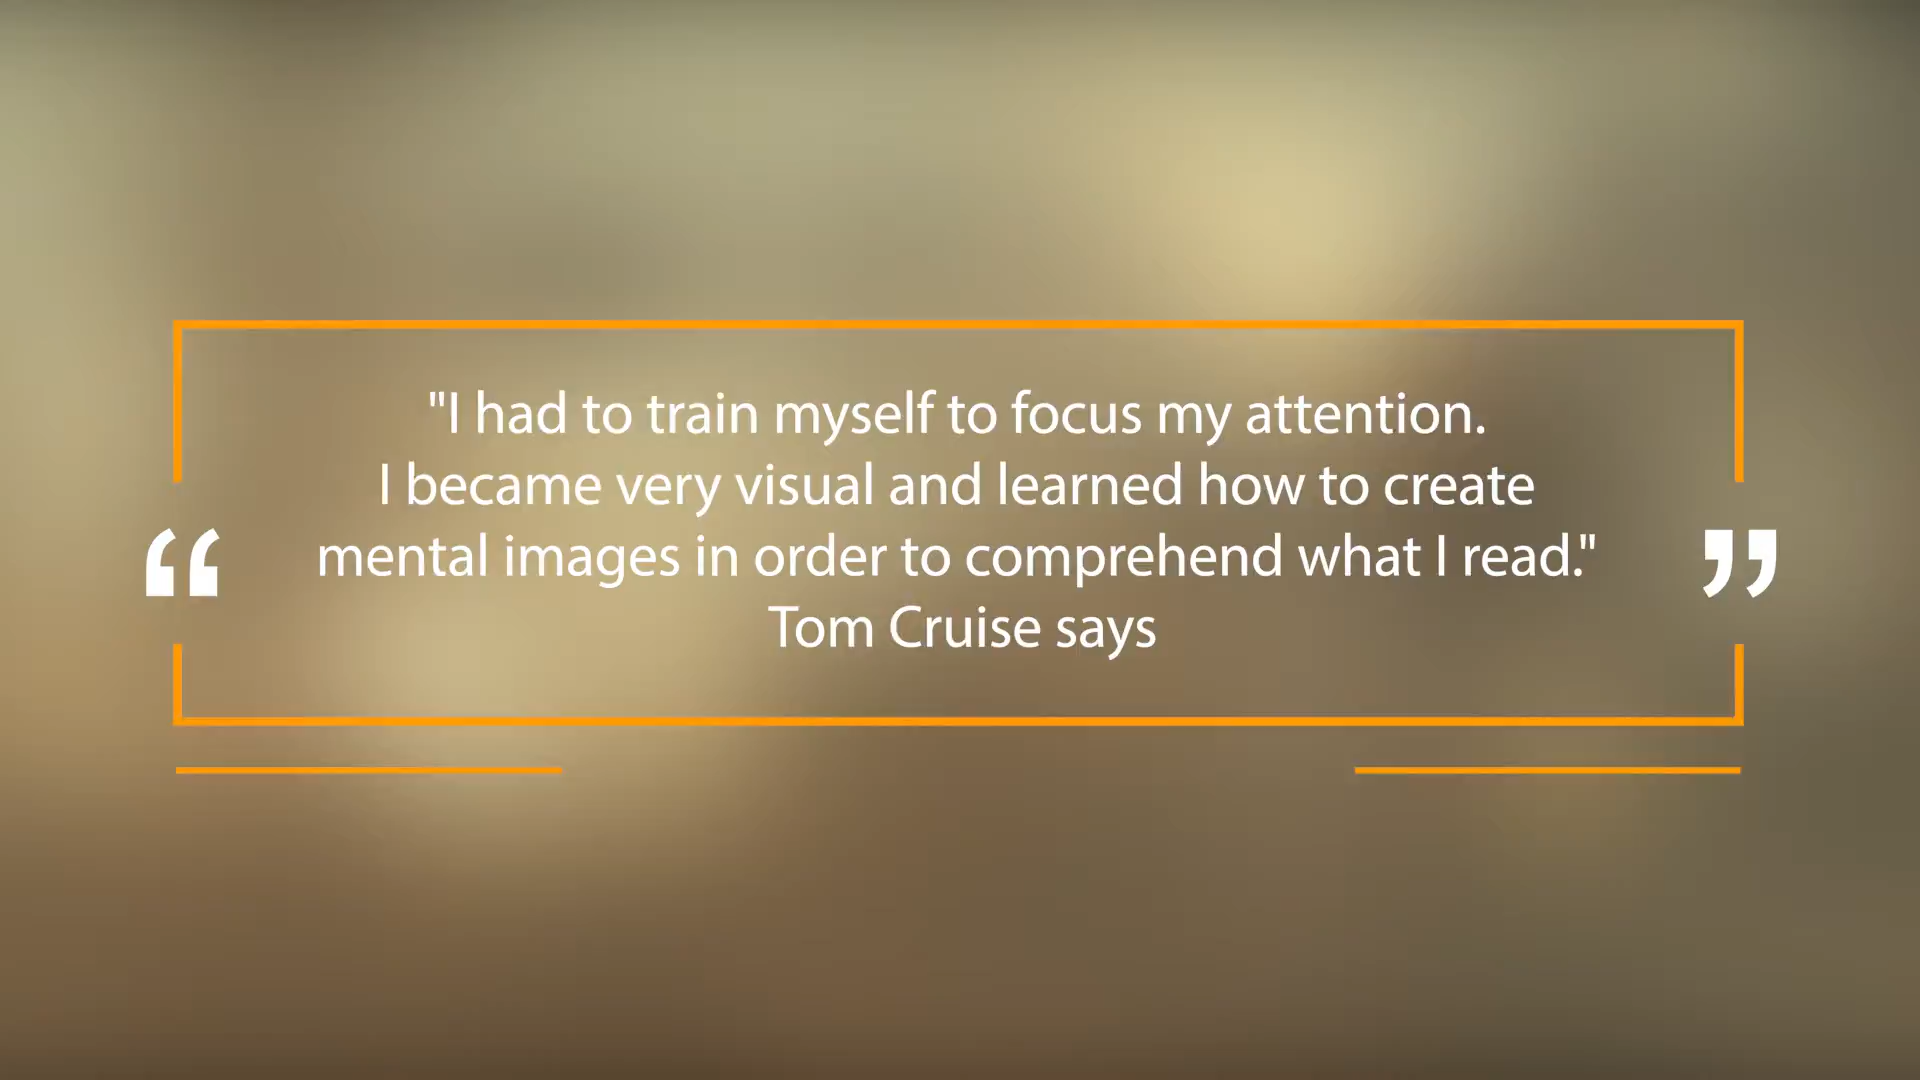 "I had to train myself to focus my attention.
I became very visual and learned how to create
mental images in order to comprehend what I read."
Tom Cruise says